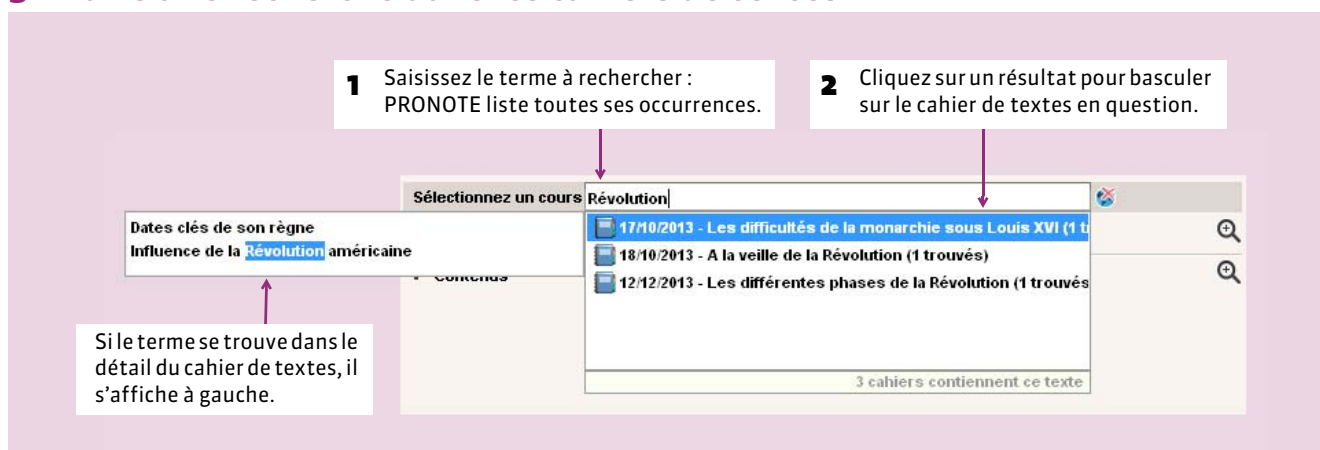 1 Saisissez le terme à rechercher :
PRONOTE liste toutes ses occurrences.
2 Cliquez sur un résultat pour basculer
sur le cahier de textes en question.
Sélectionnez un cours Révolution
Dates clés de son règne
Influence de la Révolution américaine
17/10/2013 - Les difficultés de la monarchie sous Louis XVI (1
18/10/2013 - A la veille de la Révolution (1 trouvés)
12/12/2013 - Les différentes phases de la Révolution (1 trouvés
3 cahiers contiennent ce texte
Si le terme se trouve dans le
détail du cahier de textes, il
s'affiche à gauche.